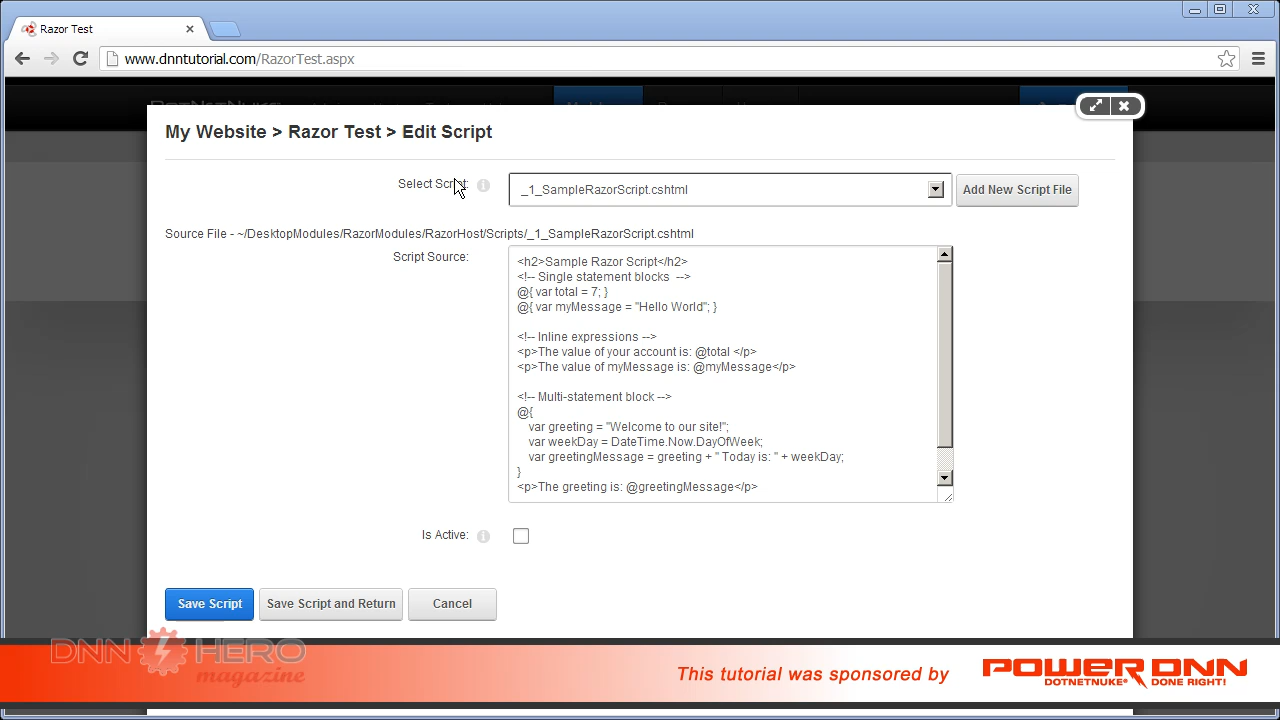 Razor Test
www.dnntutorial.com/RazorTest.aspx
My Website > Razor Test > Edit Script
Select Script:
_1_SampleRazorScript.cshtml
Add New Script File
Source File - ~/DesktopModules/RazorModules/RazorHost/Scripts/_1_SampleRazorScript.cshtml
Script Source:
<h2>Sample Razor Script</h2>
<!-- Single statement blocks  -->
@{ var total = 7; }
@{ var myMessage = "Hello World"; }
<!-- Inline expressions -->
<p>The value of your account is: @total </p>
<p>The value of myMessage is: @myMessage</p>
<!-- Multi-statement block -->
@{
var greeting = "Welcome to our site!";
var weekDay = DateTime.Now.DayOfWeek;
var greetingMessage = greeting + " Today is: " + weekDay;
}
<p>The greeting is: @greetingMessage</p>
Is Active:
Save Script
Save Script and Return
Cancel
DNN HERO
magazine
This tutorial was sponsored by
POWERDNN
DOTNETNUKE® DONE RIGHT!